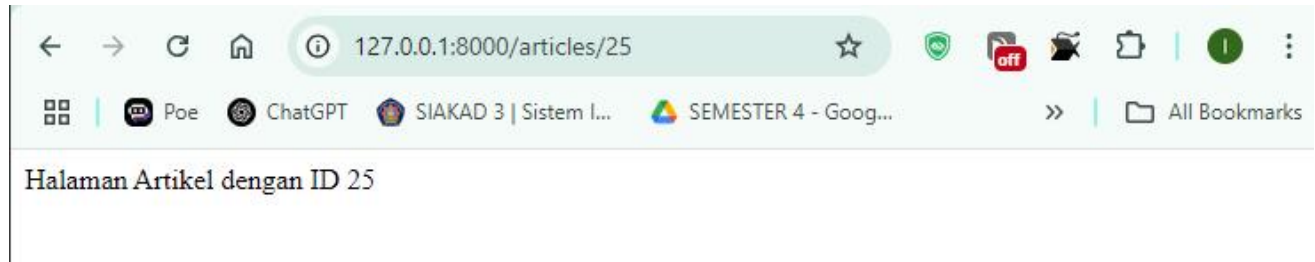 127.0.0.1:8000/articles/25
off
I
Poe
ChatGPT
SIAKAD 3 | Sistem I...
SEMESTER 4 - Goog...
»
All Bookmarks
Halaman Artikel dengan ID 25